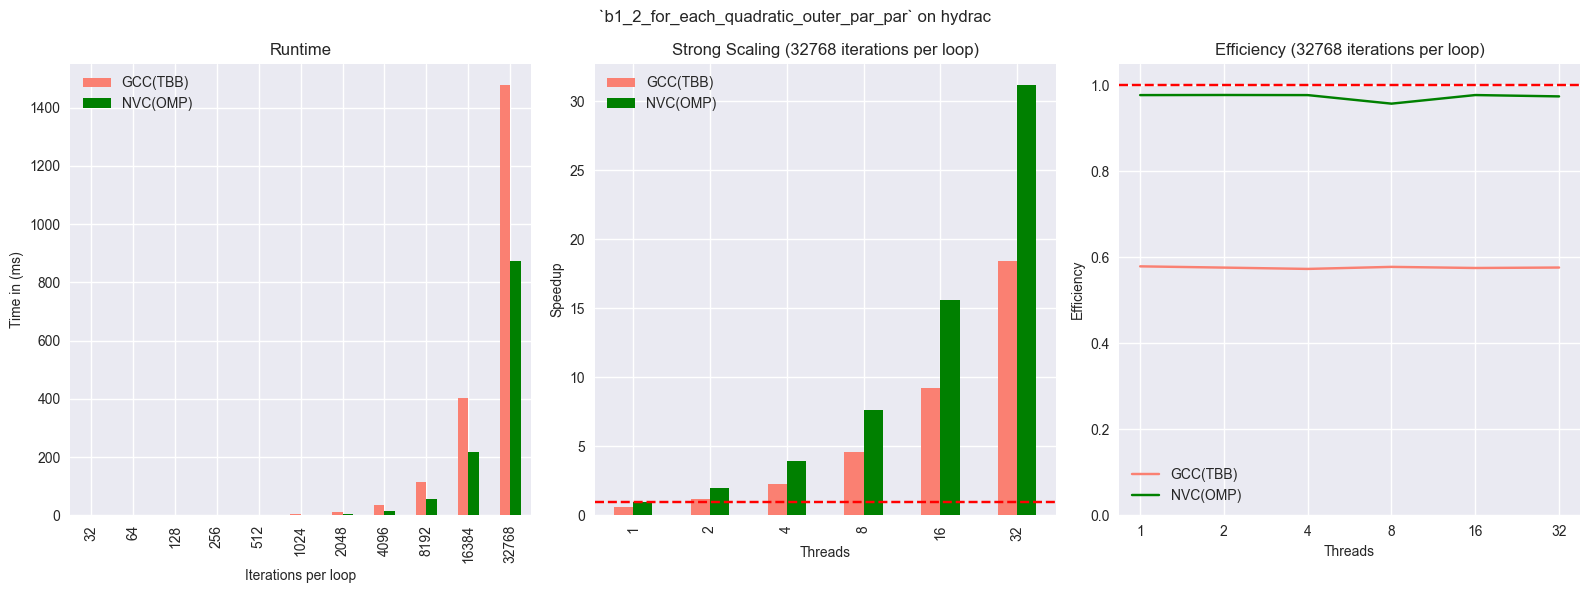 `b1_2_for_each_quadratic_outer_par_par` on hydrac
Runtime
GCC(TBB)
NVC(OMP)
Time in (ms)
1400
1200
1000
800
600
400
200
0
32
64
128
256
512
1024
2048
4096
8192
16384
32768
Iterations per loop
Strong Scaling (32768 iterations per loop)
GCC(TBB)
NVC(OMP)
Speedup
30
25
20
15
10
5
0
1
2
4
8
16
32
Threads
Efficiency (32768 iterations per loop)
Efficiency
1.0
0.8
0.6
0.4
0.2
0.0
GCC(TBB)
NVC(OMP)
1
2
4
8
16
32
Threads